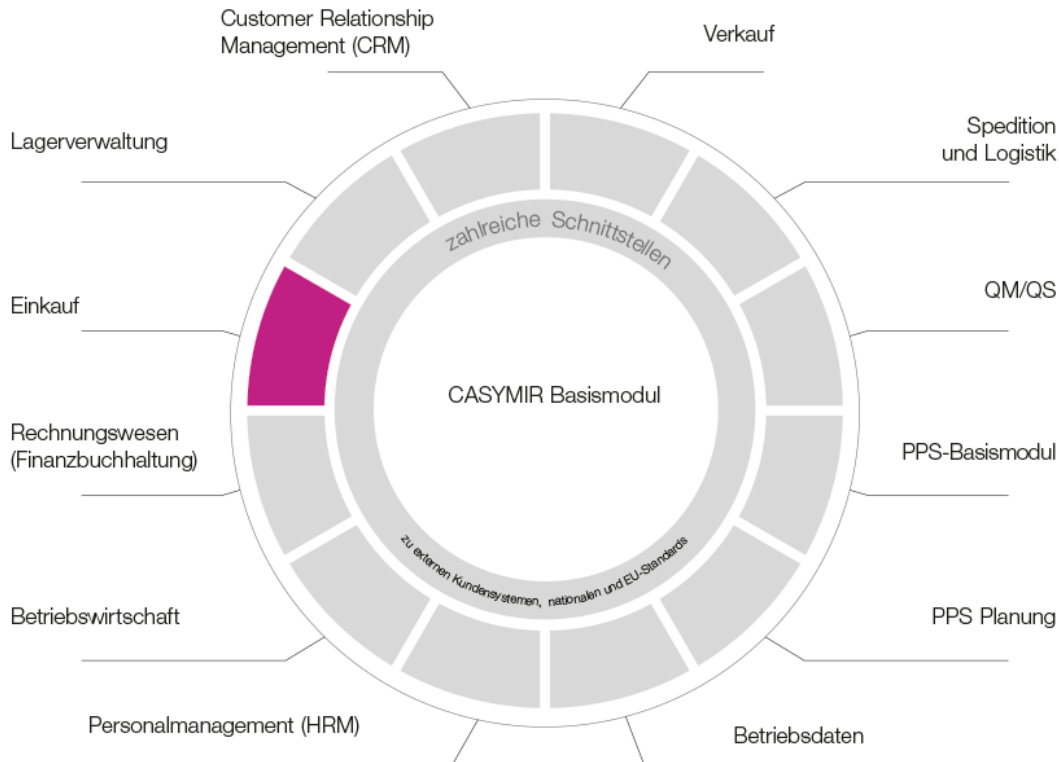 Customer Relationship
Management (CRM)
Verkauf
Lagerverwaltung
Spedition
und Logistik
zahlreiche Schnittstellen
Einkauf
QM/QS
CASYMIR Basismodul
Rechnungswesen
(Finanzbuchhaltung)
PPS-Basismodul
zu externen Kundensystemen, nationalen und EU-Standards
Betriebswirtschaft
PPS Planung
Personalmanagement (HRM)
Betriebsdaten